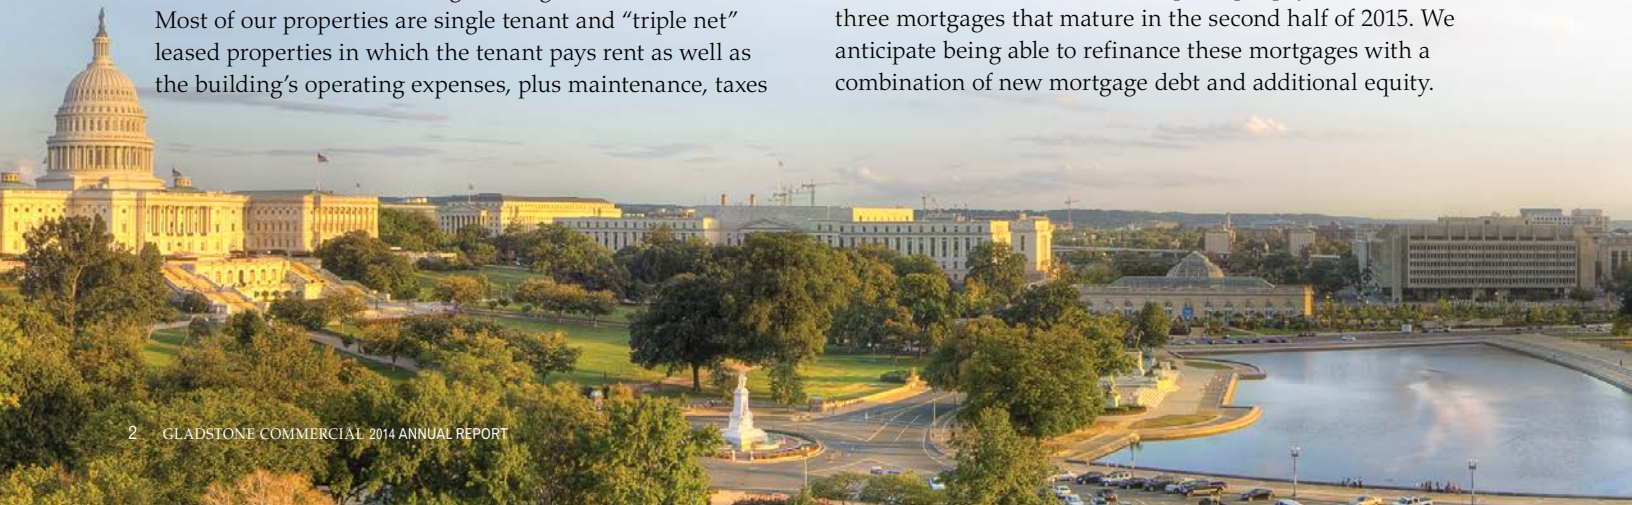 Most of our properties are single tenant and “triple net”
leased properties in which the tenant pays rent as well as
the building’s operating expenses, plus maintenance, taxes
three mortgages that mature in the second half of 2015. We
anticipate being able to refinance these mortgages with a
combination of new mortgage debt and additional equity.
2 GLADSTONE COMMERCIAL 2014 ANNUAL REPORT